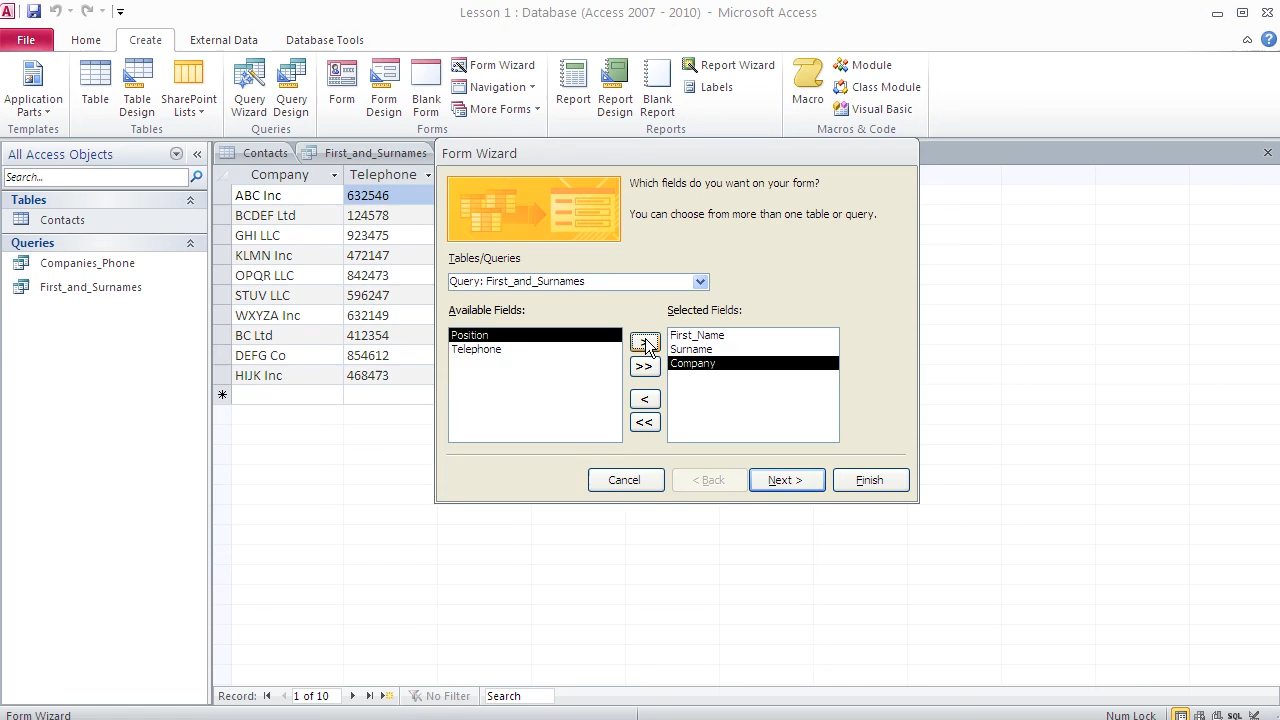 Lesson 1 : Database (Access 2007 - 2010) - Microsoft Access
File Home Create External Data Database Tools
Application Parts
Table
Table Design
SharePoint Lists
Query Wizard
Query Design
Form
Form Design
Blank Form
Form Wizard
Navigation
More Forms
Report
Report Design
Blank Report
Report Wizard
Labels
Macro
Module
Class Module
Visual Basic
Templates Tables Queries Forms Reports Macros & Code
All Access Objects
Search...
Tables
Contacts
Queries
Companies_Phone
First_and_Surnames
Contacts First_and_Surnames
Company Telephone
ABC Inc 632546
BCDEF Ltd 124578
GHI LLC 923475
KLMN Inc 472147
OPQR LLC 842473
STUV LLC 596247
WXYZA Inc 632149
BC Ltd 412354
DEFG Co 854612
HIJK Inc 468473
Form Wizard
Which fields do you want on your form?
You can choose from more than one table or query.
Tables/Queries
Query: First_and_Surnames
Available Fields: Selected Fields:
Position
Telephone
>>
<
<<
First_Name
Surname
Company
Cancel < Back Next > Finish
Record: 1 of 10 No Filter Search
Form Wizard Num Lock SQL